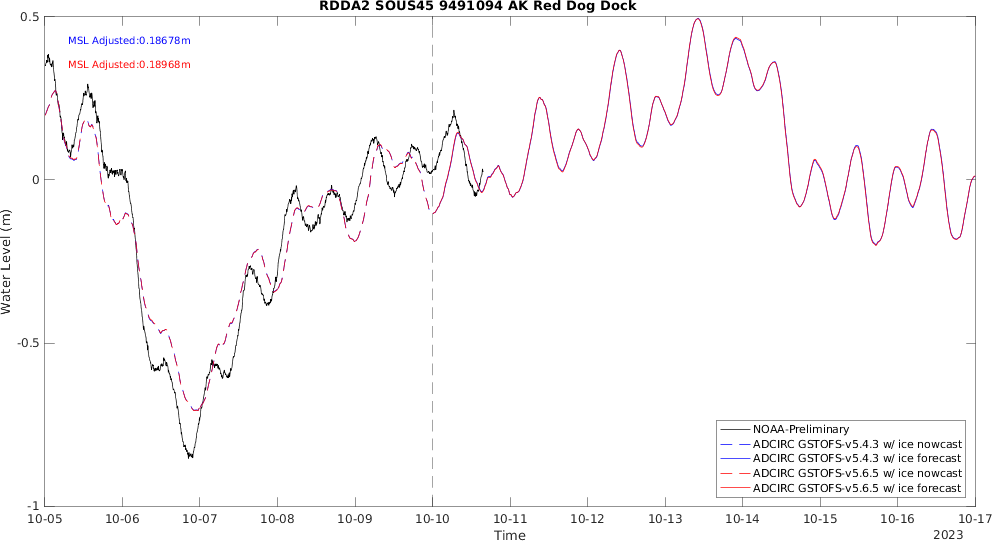 RDDA2 SOUS45 9491094 AK Red Dog Dock
MSL Adjusted:0.18678m
MSL Adjusted:0.18968m
0.5
0
-0.5
-1
Water Level (m)
NOAA-Preliminary
ADCIRC GSTOFS-v5.4.3 w/ ice nowcast
ADCIRC GSTOFS-v5.4.3 w/ ice forecast
ADCIRC GSTOFS-v5.6.5 w/ ice nowcast
ADCIRC GSTOFS-v5.6.5 w/ ice forecast
10-05 10-06 10-07 10-08 10-09 10-10 10-11 10-12 10-13 10-14 10-15 10-16 10-17
Time
2023